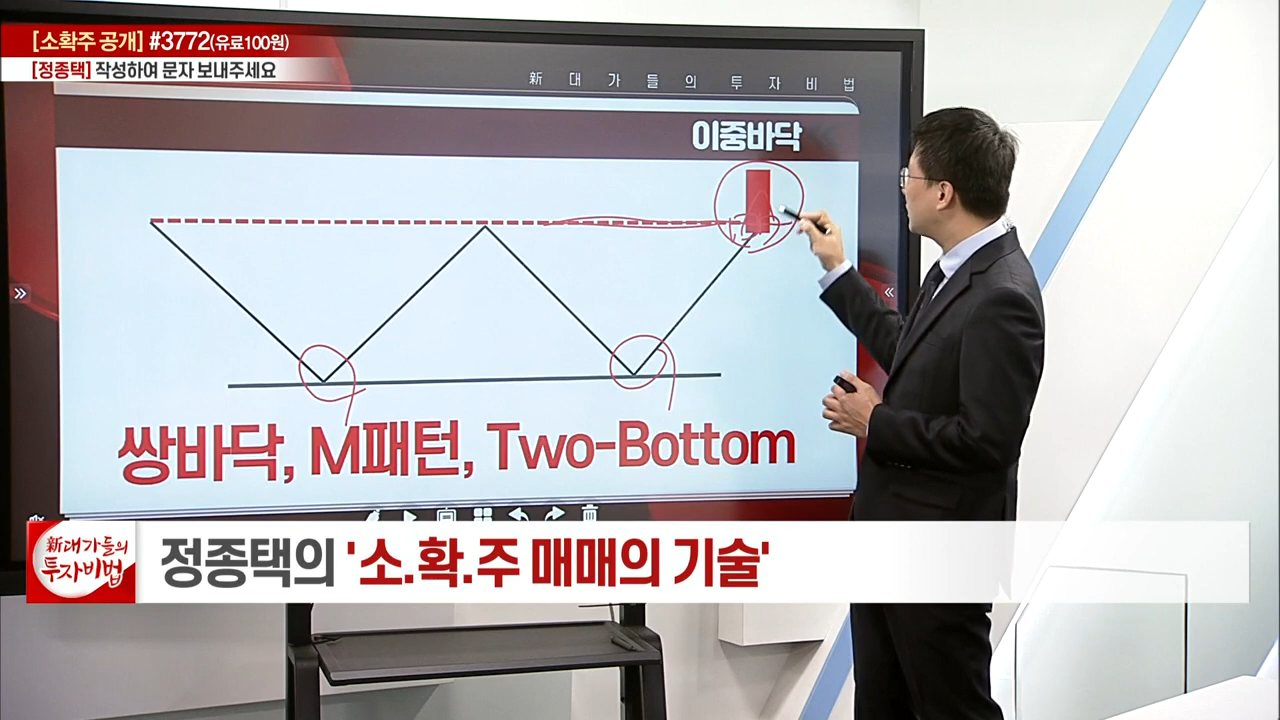 [소확주 공개] #3772(유료100원)
[정종택] 작성하여 문자 보내주세요
新 대 가 들 의 투 자 비 법
이중바닥
쌍바닥, M패턴, Two-Bottom
新대가들의
투자비법
정종택의 '소.확.주 매매의 기술'